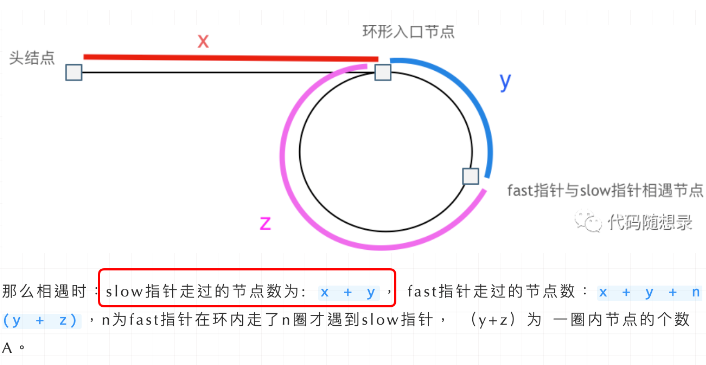 环形入口节点
x
头结点
y
fast指针与slow指针相遇节点
z
代码随想录
那么相遇时：slow指针走过的节点数为: x + y， fast指针走过的节点数：x + y + n
(y + z)，n为fast指针在环内走了n圈才遇到slow指针， （y+z）为 一圈内节点的个数
A。